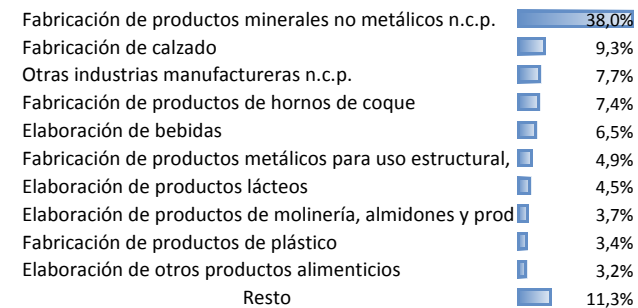 Fabricación de productos minerales no metálicos n.c.p. 38,0%
Fabricación de calzado 9,3%
Otras industrias manufactureras n.c.p. 7,7%
Fabricación de productos de hornos de coque 7,4%
Elaboración de bebidas 6,5%
Fabricación de productos metálicos para uso estructural, 4,9%
Elaboración de productos lácteos 4,5%
Elaboración de productos de molinería, almidones y prod 3,7%
Fabricación de productos de plástico 3,4%
Elaboración de otros productos alimenticios 3,2%
Resto 11,3%